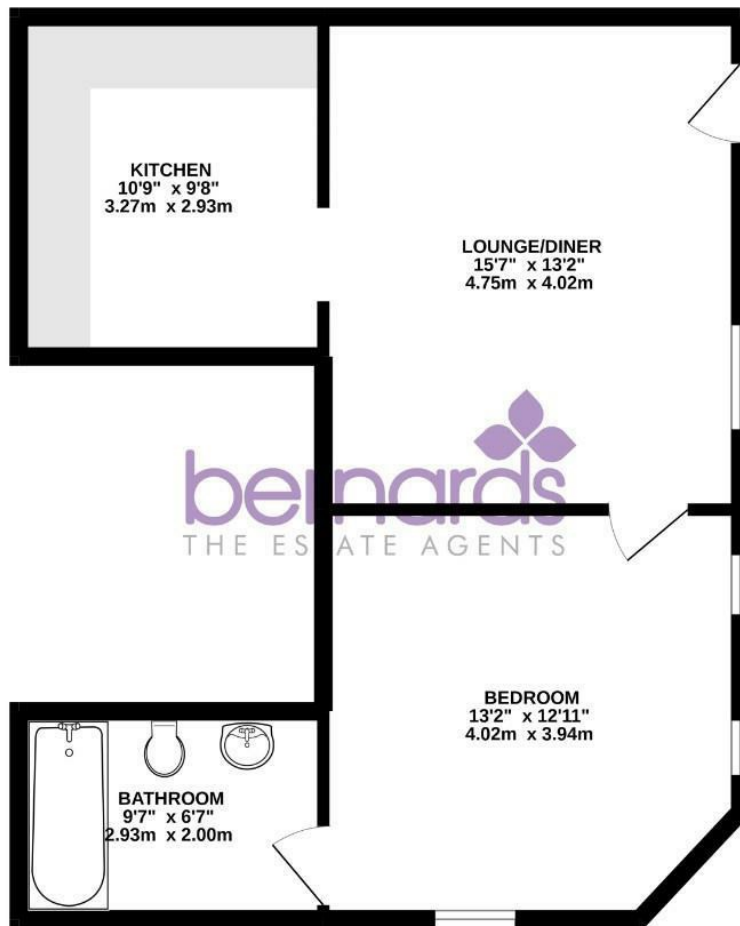 KITCHEN
10'9" x 9'8"
3.27m x 2.93m
LOUNGE/DINER
15'7" x 13'2"
4.75m x 4.02m
bernards
THE ESTATE AGENTS
BEDROOM
13'2" x 12'11"
4.02m x 3.94m
BATHROOM
9'7" x 6'7"
2.93m x 2.00m